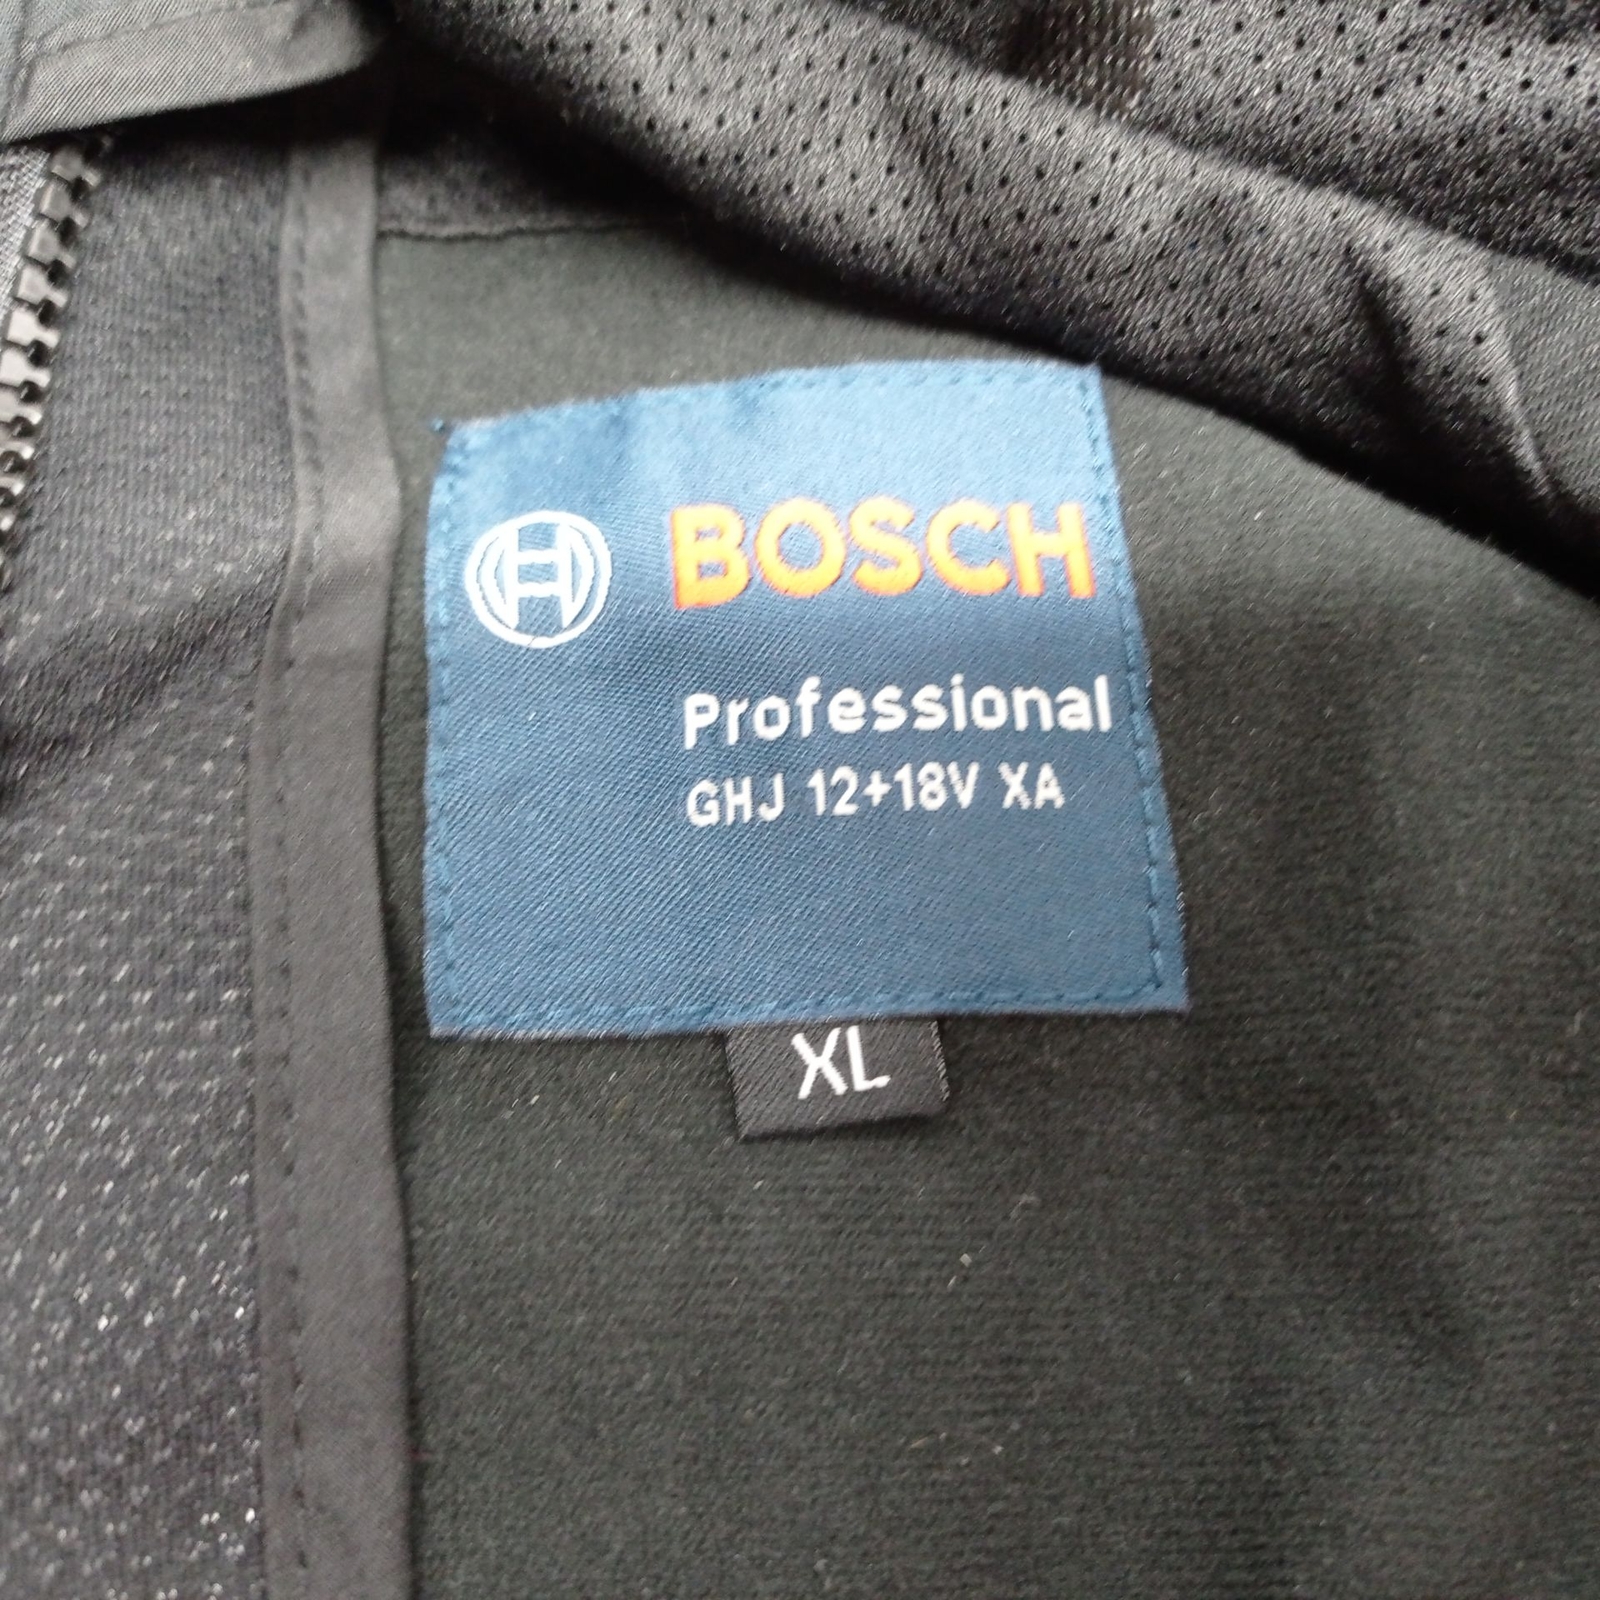 BOSCH
Professional
GHJ 12+18V XA
XL